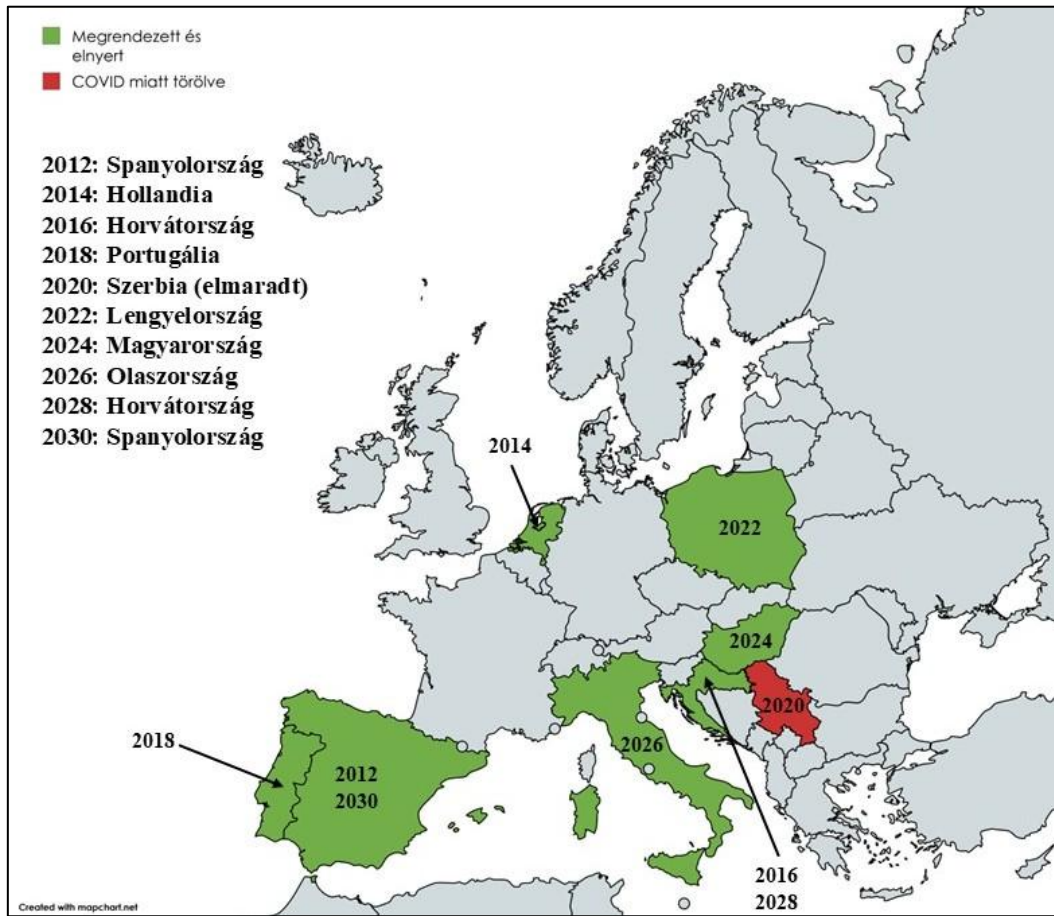 Megrendezett és
elnyert
COVID miatt törölve
2012: Spanyolország
2014: Hollandia
2016: Horvátország
2018: Portugália
2020: Szerbia (elmaradt)
2022: Lengyelország
2024: Magyarország
2026: Olaszország
2028: Horvátország
2030: Spanyolország
2014
2022
2024
2020
2018
2026
2012
2030
2016
2028
Created with mapchart.net